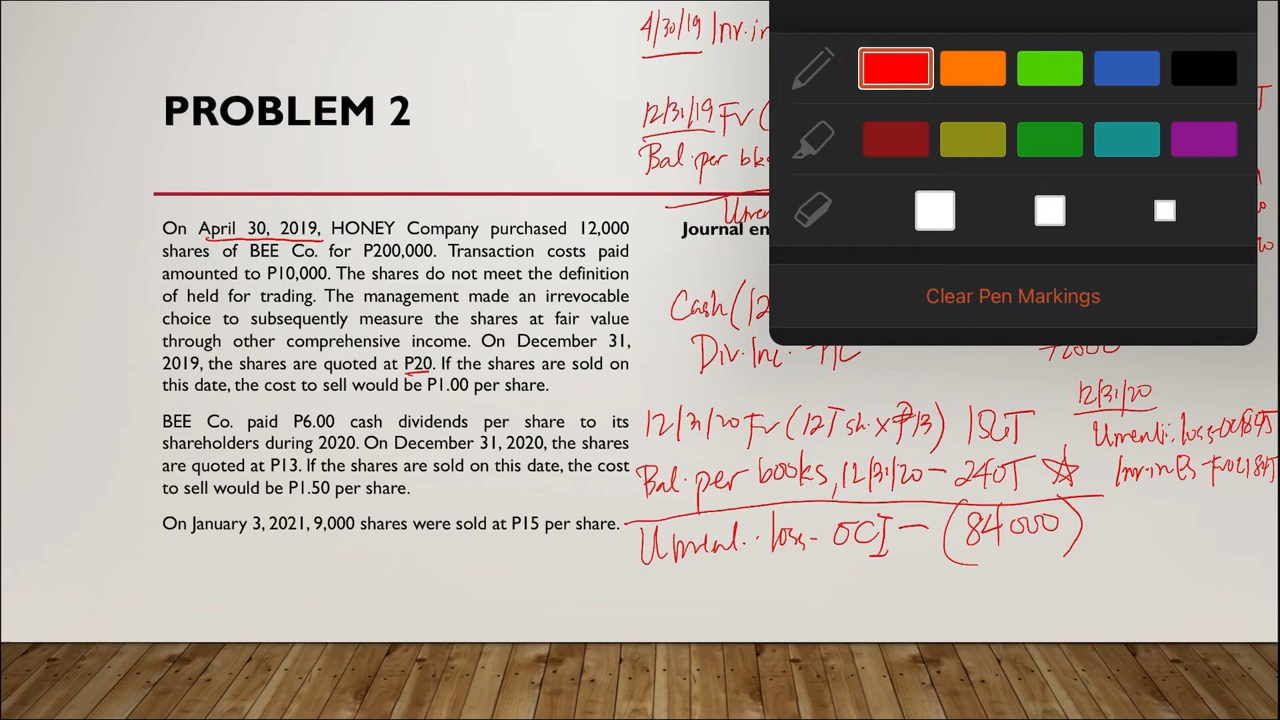 PROBLEM 2
On April 30, 2019, HONEY Company purchased 12,000
shares of BEE Co. for P200,000. Transaction costs paid
amounted to P10,000. The shares do not meet the definition
of held for trading. The management made an irrevocable
choice to subsequently measure the shares at fair value
through other comprehensive income. On December 31,
2019, the shares are quoted at P20. If the shares are sold on
this date, the cost to sell would be P1.00 per share.
BEE Co. paid P6.00 cash dividends per share to its
shareholders during 2020. On December 31, 2020, the shares
are quoted at P13. If the shares are sold on this date, the cost
to sell would be P1.50 per share.
On January 3, 2021, 9,000 shares were sold at P15 per share.
4/30/19 Inv. in
12/31/19 FV (
Bal. per bk
Journal en
Cash (12
Div. Inc.
12/31/20 FV (12T sh. x P13) 156T
Bal. per books, 12/31/20 - 240T
Unreal. loss - OCI - (84000)
12/31/20
Clear Pen Markings